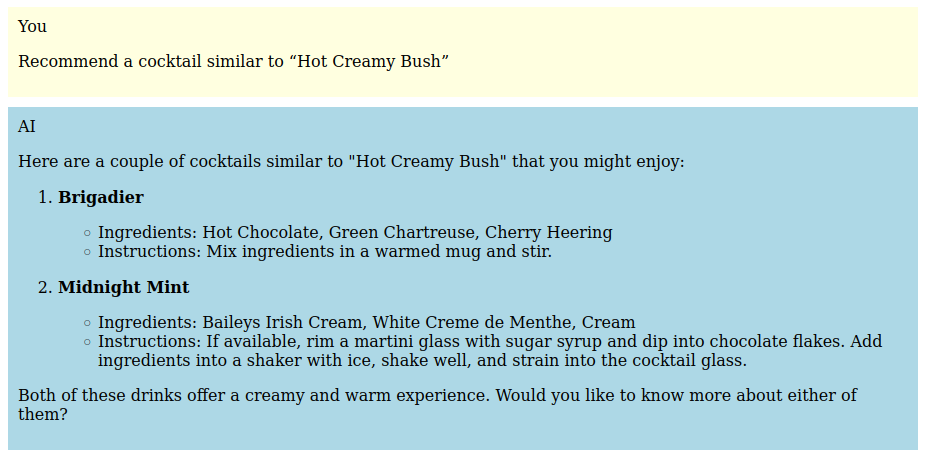 You
Recommend a cocktail similar to “Hot Creamy Bush”
AI
Here are a couple of cocktails similar to "Hot Creamy Bush" that you might enjoy:
1. Brigadier
◦ Ingredients: Hot Chocolate, Green Chartreuse, Cherry Heering
◦ Instructions: Mix ingredients in a warmed mug and stir.
2. Midnight Mint
◦ Ingredients: Baileys Irish Cream, White Creme de Menthe, Cream
◦ Instructions: If available, rim a martini glass with sugar syrup and dip into chocolate flakes. Add
ingredients into a shaker with ice, shake well, and strain into the cocktail glass.
Both of these drinks offer a creamy and warm experience. Would you like to know more about either of
them?